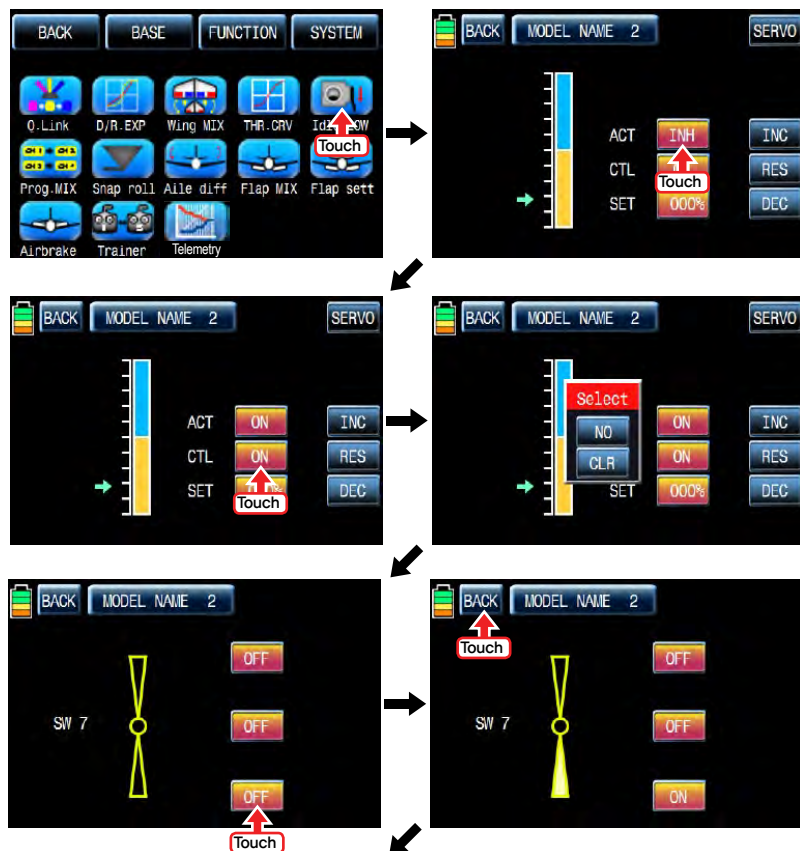 BACK BASE FUNCTION SYSTEM
Q.Link D/R.EXP Wing MIX THR.CRV
Touch
Prog.MIX Snap roll Aile diff Flap MIX Flap sett
Airbrake Trainer Telemetry
BACK MODEL NAME 2 SERVO
ACT INH INC
CTL Touch RES
SET 000% DEC
BACK MODEL NAME 2 SERVO
ACT ON INC
CTL ON RES
SET DEC
Touch
BACK MODEL NAME 2 SERVO
Select
NO ON INC
CLR ON RES
SET 000% DEC
BACK MODEL NAME 2
OFF
SW 7 OFF
OFF
Touch
BACK MODEL NAME 2
Touch
OFF
SW 7 OFF
ON